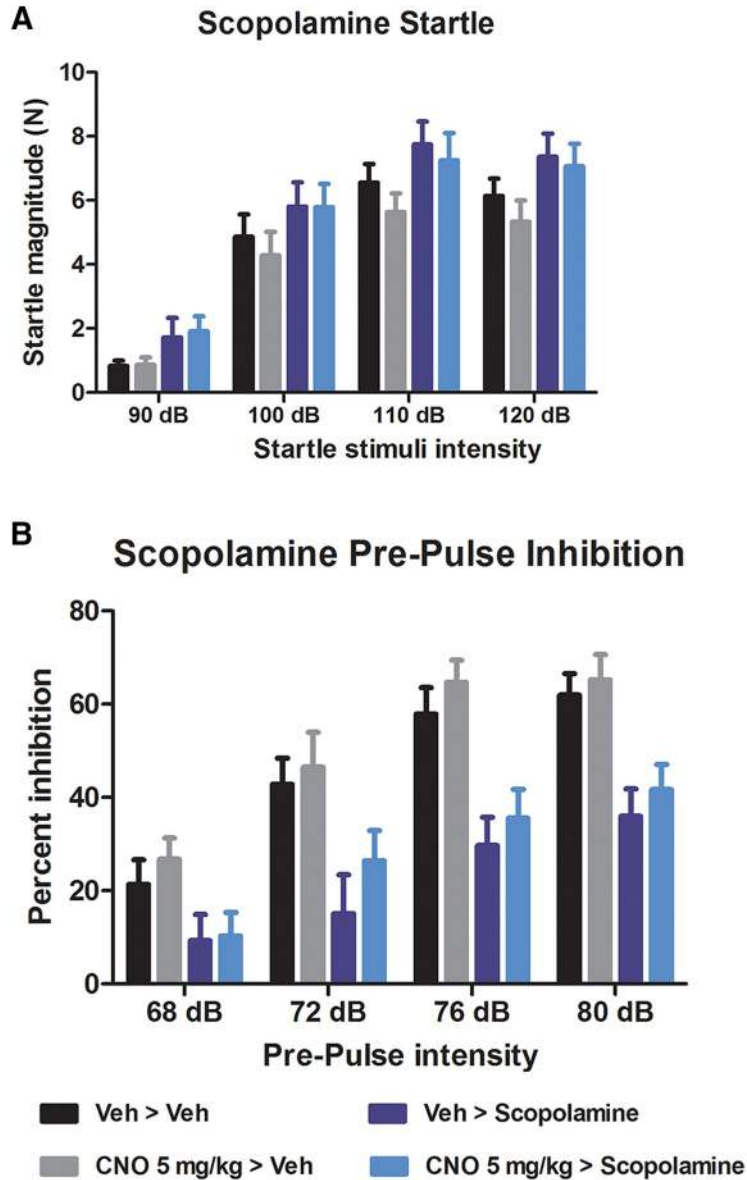 A
Scopolamine Startle
Startle magnitude (N)
10
8
6
4
2
0
90 dB 100 dB 110 dB 120 dB
Startle stimuli intensity
B
Scopolamine Pre-Pulse Inhibition
Percent inhibition
80
60
40
20
0
68 dB 72 dB 76 dB 80 dB
Pre-Pulse intensity
Veh > Veh Veh > Scopolamine
CNO 5 mg/kg > Veh CNO 5 mg/kg > Scopolamine